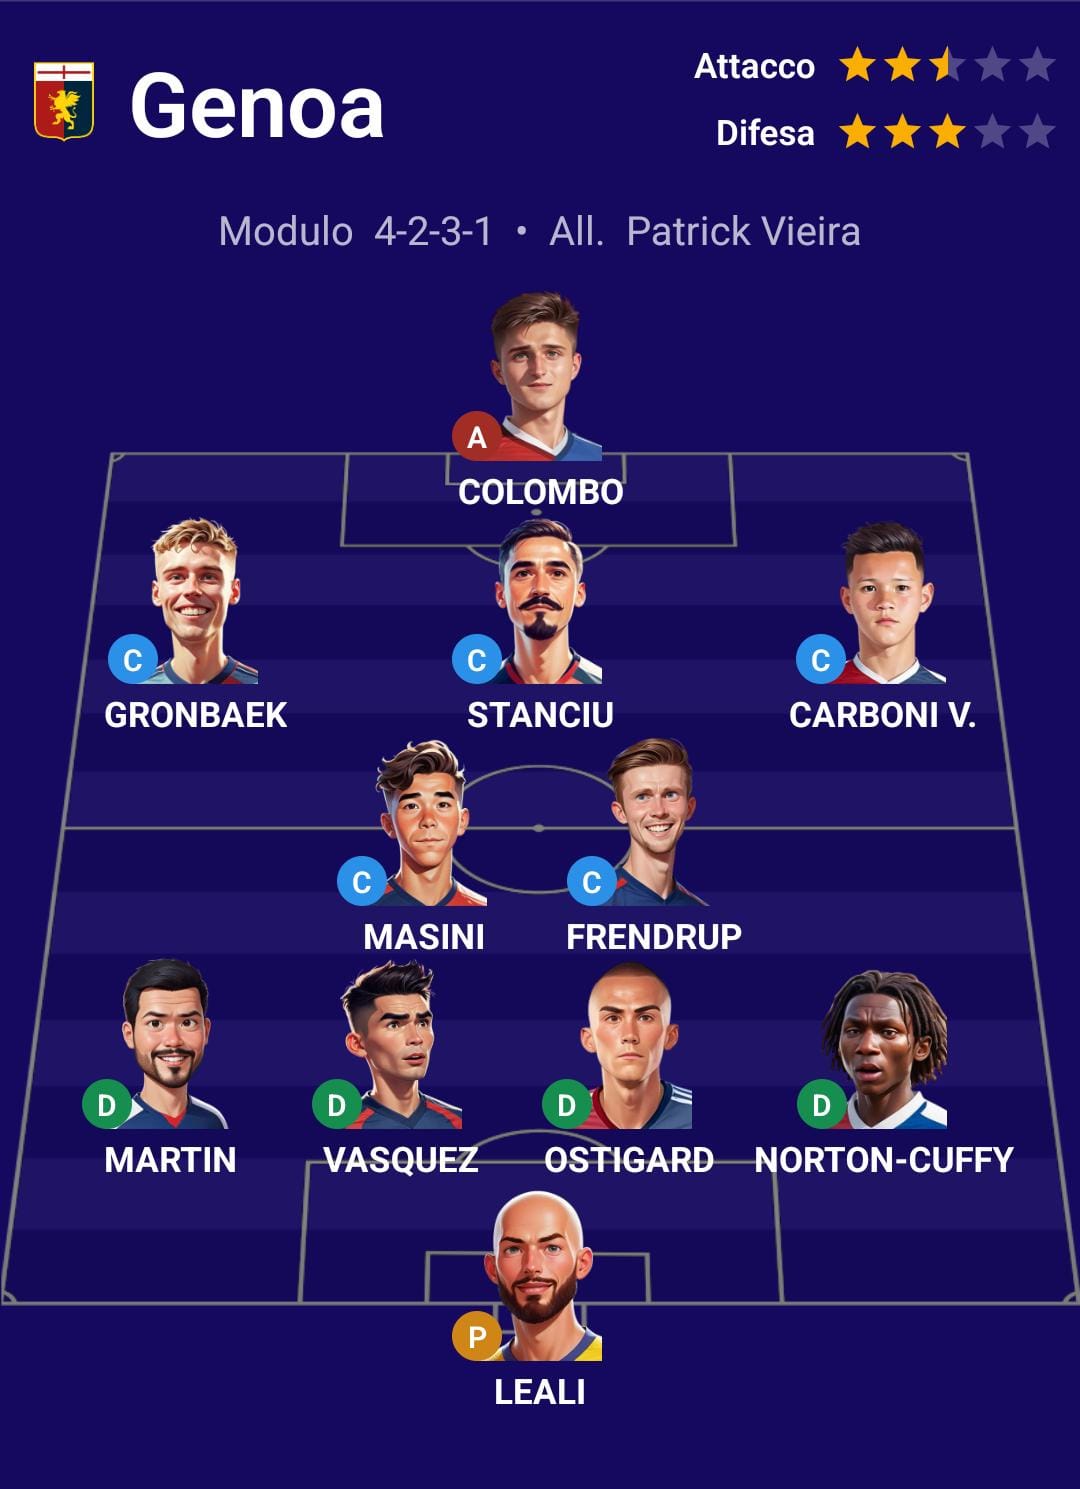 Genoa
Attacco
Difesa
Modulo 4-2-3-1 • All. Patrick Vieira
A
COLOMBO
C C C
GRONBAEK STANCIU CARBONI V.
C C
MASINI FRENDRUP
D D D D
MARTIN VASQUEZ OSTIGARD NORTON-CUFFY
P
LEALI